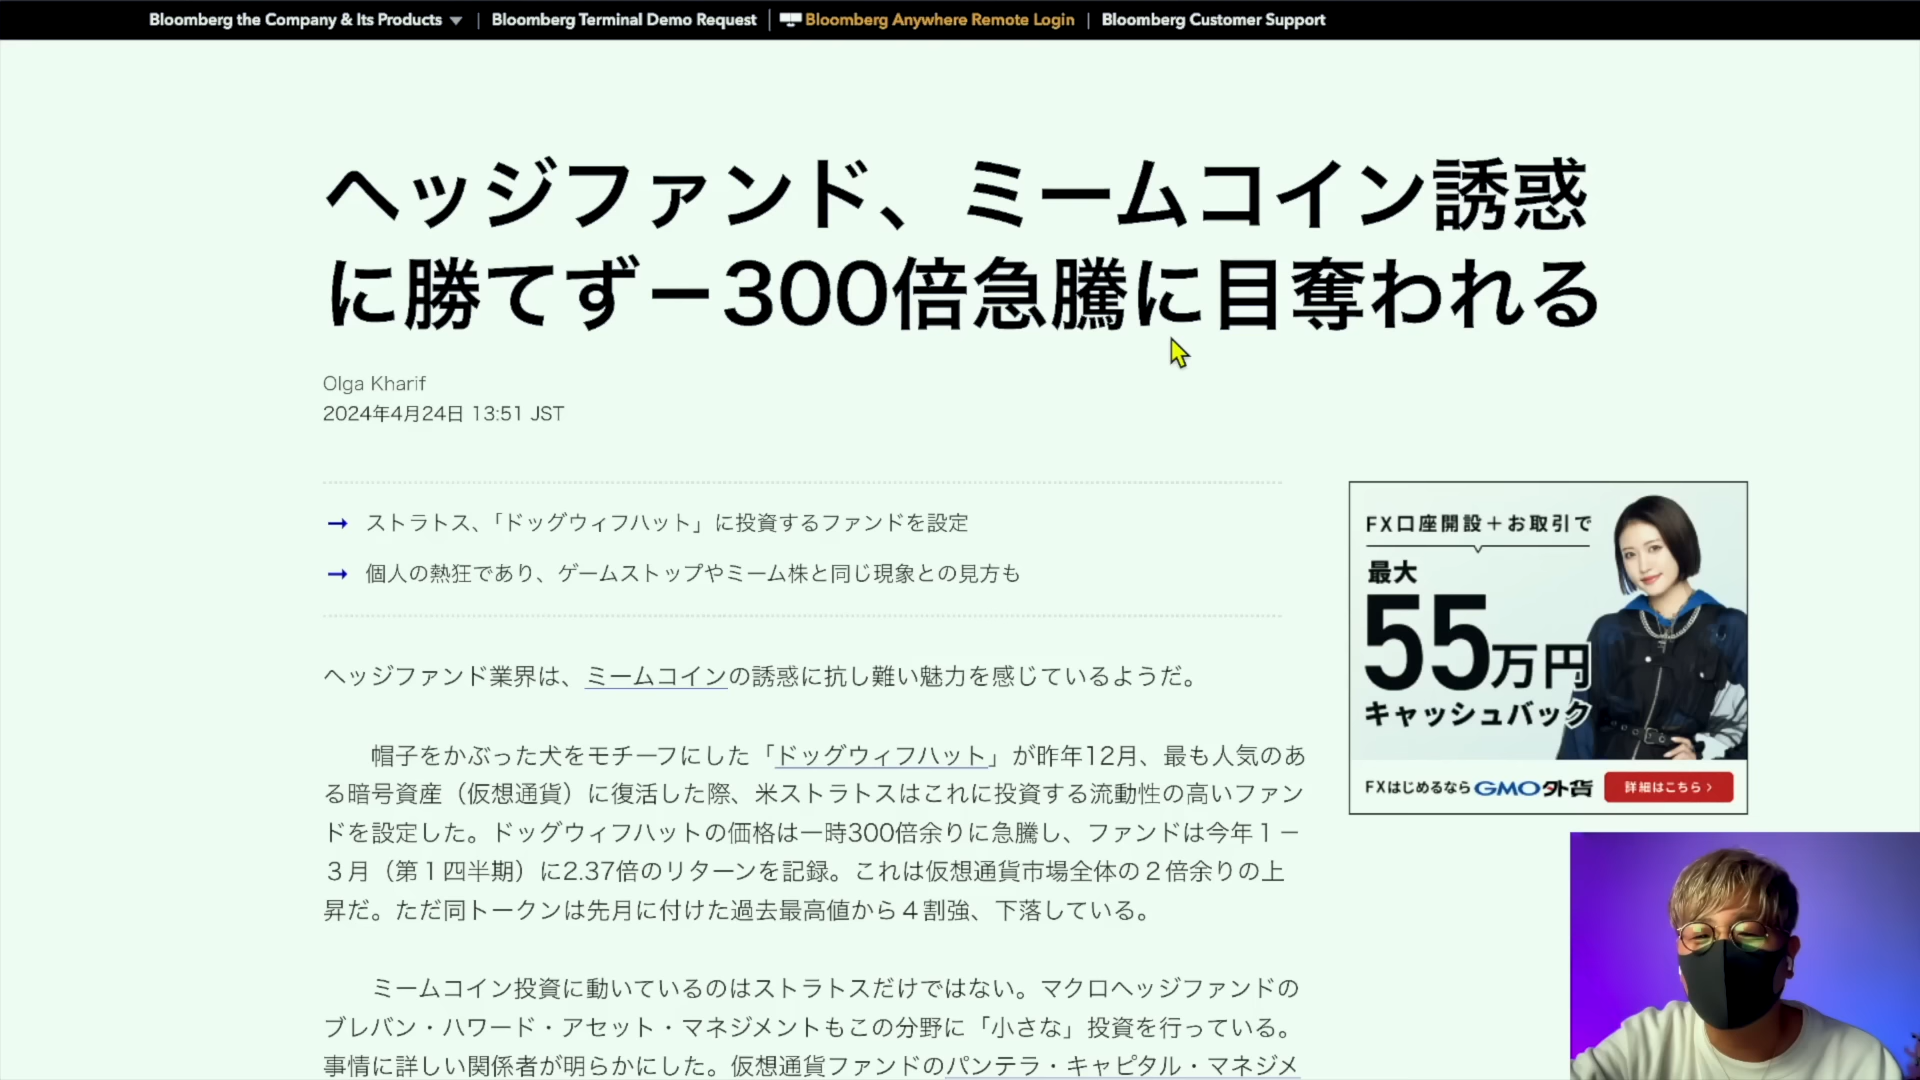 Bloomberg the Company & Its Products ▼ | Bloomberg Terminal Demo Request | Bloomberg Anywhere Remote Login | Bloomberg Customer Support
ヘッジファンド、ミームコイン誘惑
に勝てずー300倍急騰に目奪われる
Olga Kharif
2024年4月24日 13:51 JST
→ ストラトス、「ドッグウィフハット」に投資するファンドを設定
→ 個人の熱狂であり、ゲームストップやミーム株と同じ現象との見方も
ヘッジファンド業界は、ミームコインの誘惑に抗し難い魅力を感じているようだ。
帽子をかぶった犬をモチーフにした「ドッグウィフハット」が昨年12月、最も人気のあ
る暗号資産（仮想通貨）に復活した際、米ストラトスはこれに投資する流動性の高いファン
ドを設定した。ドッグウィフハットの価格は一時300倍余りに急騰し、ファンドは今年１－
３月（第１四半期）に2.37倍のリターンを記録。これは仮想通貨市場全体の２倍余りの上
昇だ。ただ同トークンは先月に付けた過去最高値から４割強、下落している。
ミームコイン投資に動いているのはストラトスだけではない。マクロヘッジファンドの
ブレバン・ハワード・アセット・マネジメントもこの分野に「小さな」投資を行っている。
事情に詳しい関係者が明らかにした。仮想通貨ファンドのパンテラ・キャピタル・マネジメ
FX口座開設＋お取引で
最大
55万円
キャッシュバック
FXはじめるなら GMO外貨 詳細はこちら ›